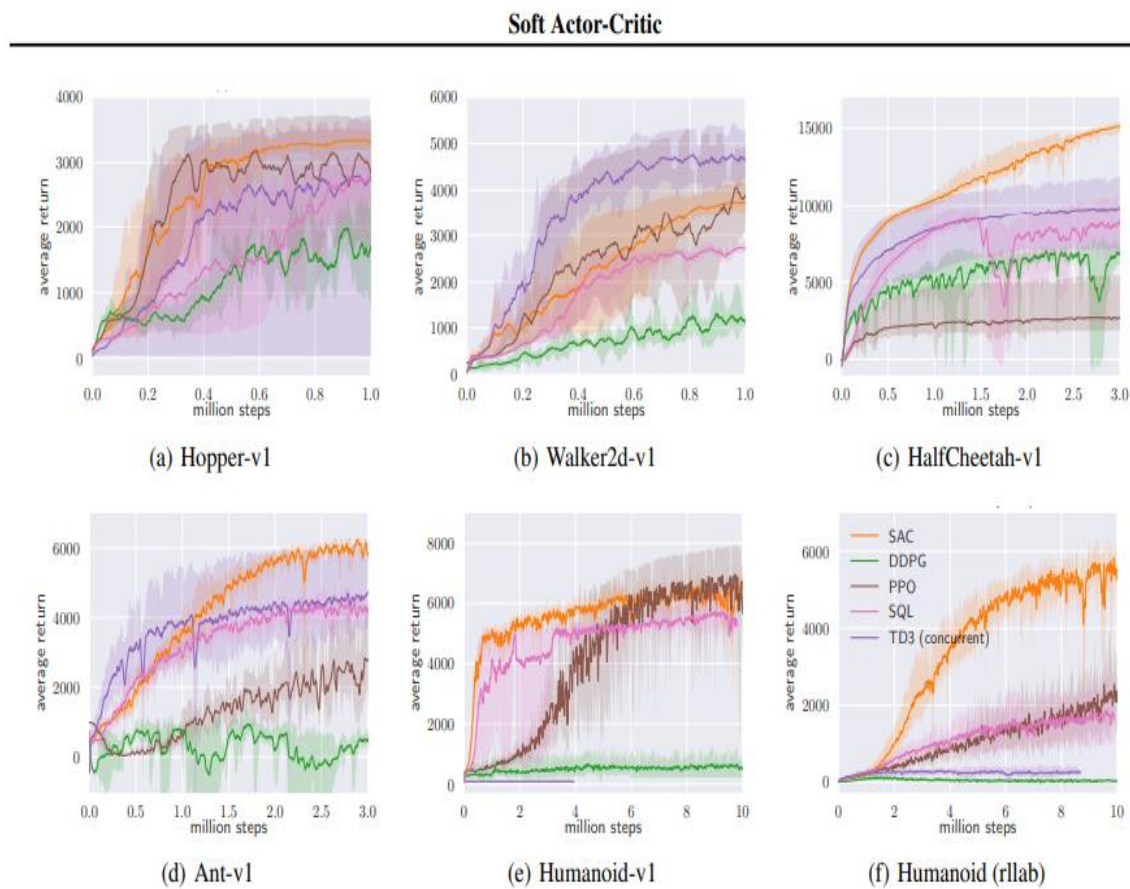 Soft Actor-Critic
4000
3000
2000
1000
0
average return
0.0 0.2 0.4 0.6 0.8 1.0
million steps
(a) Hopper-v1
6000
5000
4000
3000
2000
1000
0
average return
0.0 0.2 0.4 0.6 0.8 1.0
million steps
(b) Walker2d-v1
15000
10000
5000
0
average return
0.0 0.5 1.0 1.5 2.0 2.5 3.0
million steps
(c) HalfCheetah-v1
6000
4000
2000
0
average return
0.0 0.5 1.0 1.5 2.0 2.5 3.0
million steps
(d) Ant-v1
8000
6000
4000
2000
0
average return
0 2 4 6 8 10
million steps
(e) Humanoid-v1
6000
4000
2000
0
average return
SAC
DDPG
PPO
SQL
TD3 (concurrent)
0 2 4 6 8 10
million steps
(f) Humanoid (rllab)